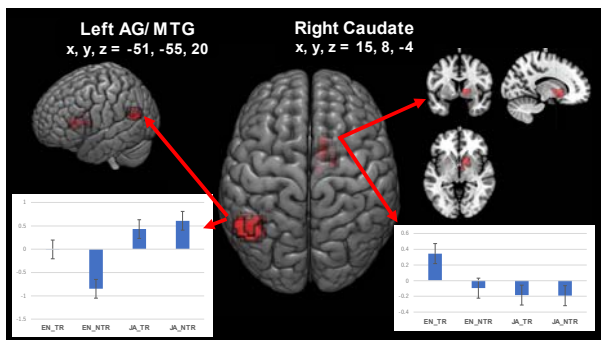 Left AG/ MTG
x, y, z = -51, -55, 20
Right Caudate
x, y, z = 15, 8, -4
1
0.5
0
-0.5
-1
-1.5
EN_TR EN_NTR JA_TR JA_NTR
0.6
0.4
0.2
0
-0.2
-0.4
EN_TR EN_NTR JA_TR JA_NTR